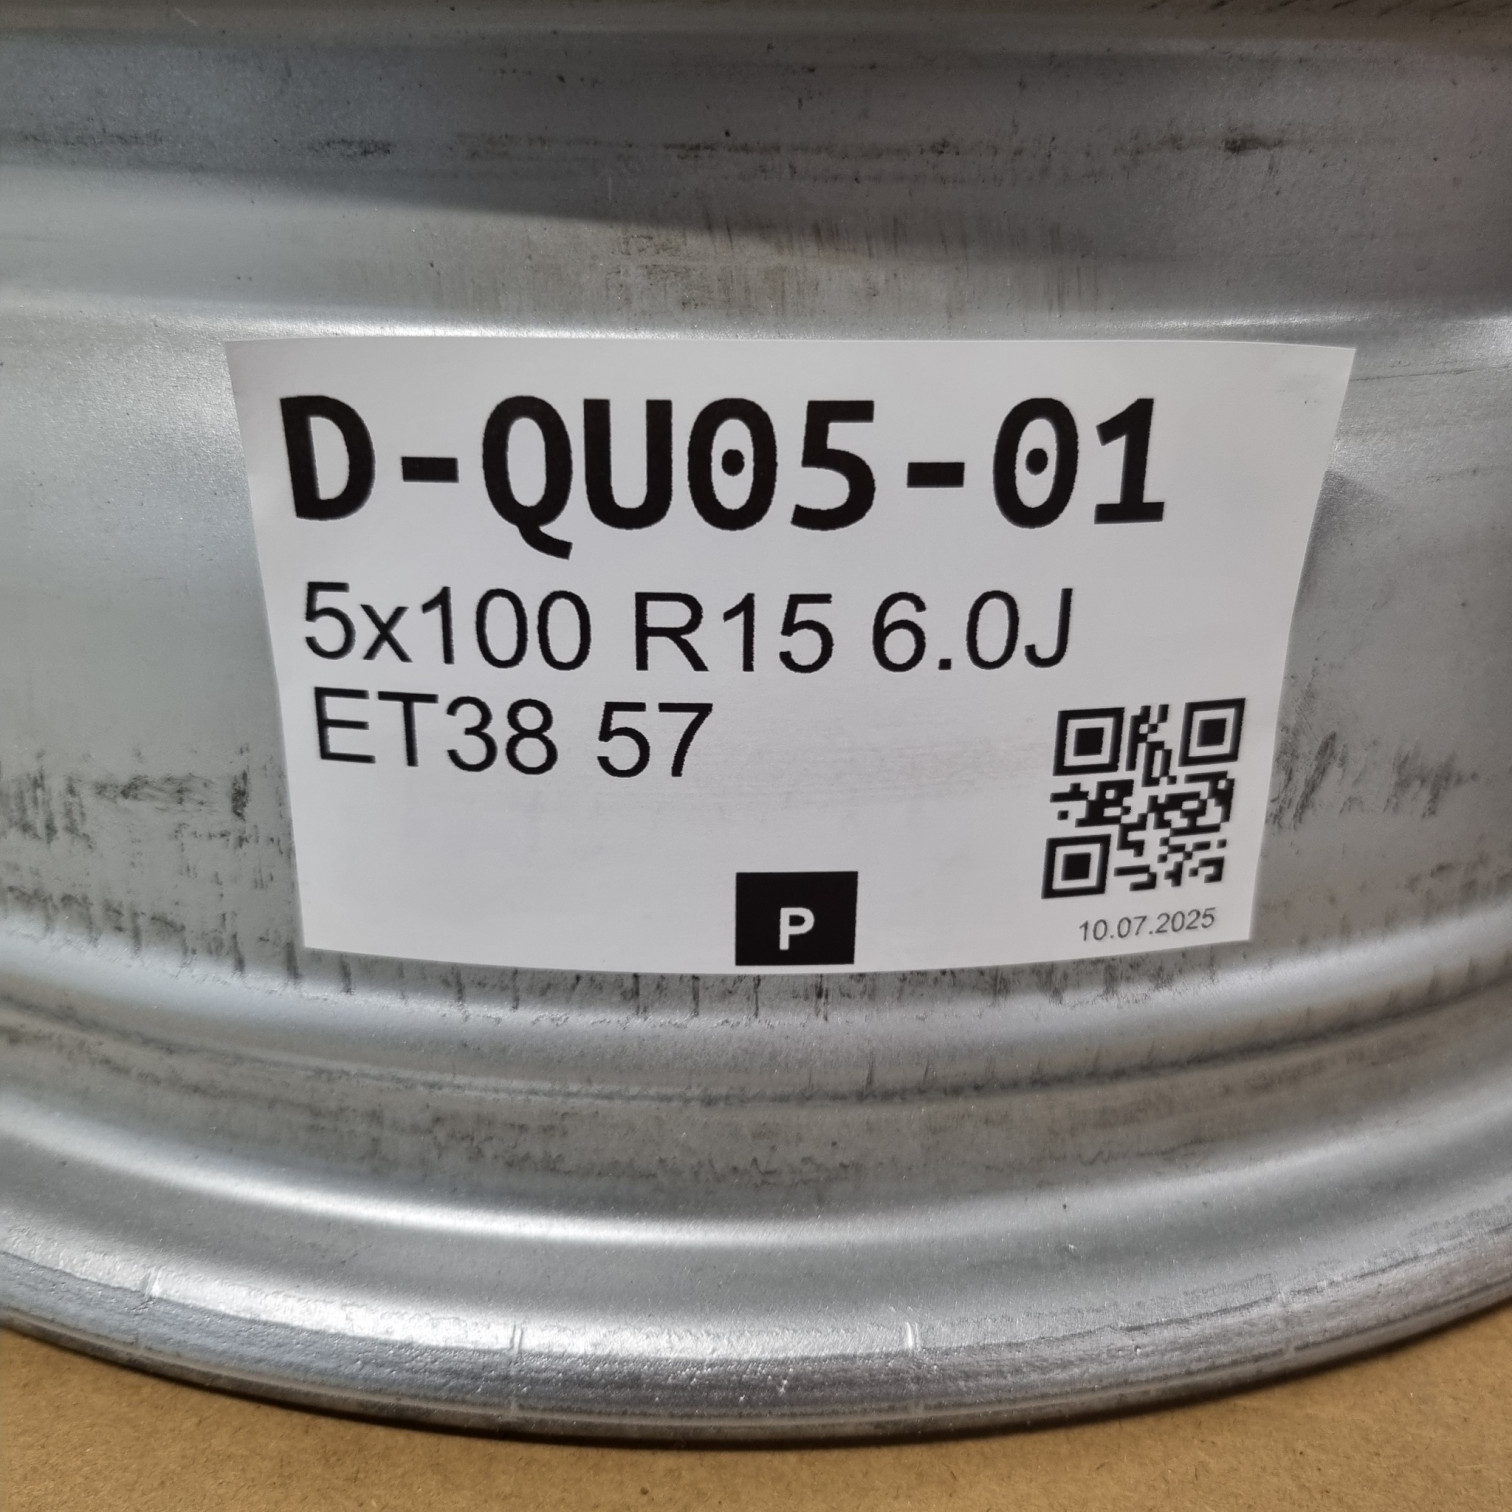 D-QU05-01
5x100 R15 6.0J
ET38 57
P
10.07.2025